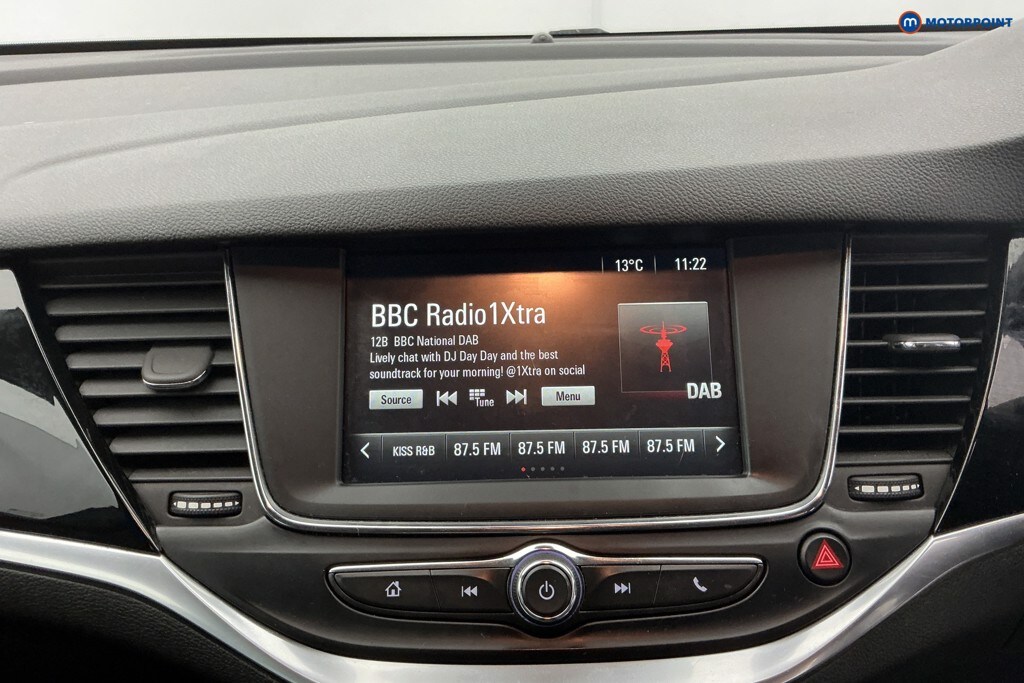 m MOTORPOINT
13°C 11:22
BBC Radio1Xtra
12B BBC National DAB
Lively chat with DJ Day Day and the best
soundtrack for your morning! @1Xtra on social
DAB
Source Tune Menu
KISS R&B 87.5 FM 87.5 FM 87.5 FM 87.5 FM